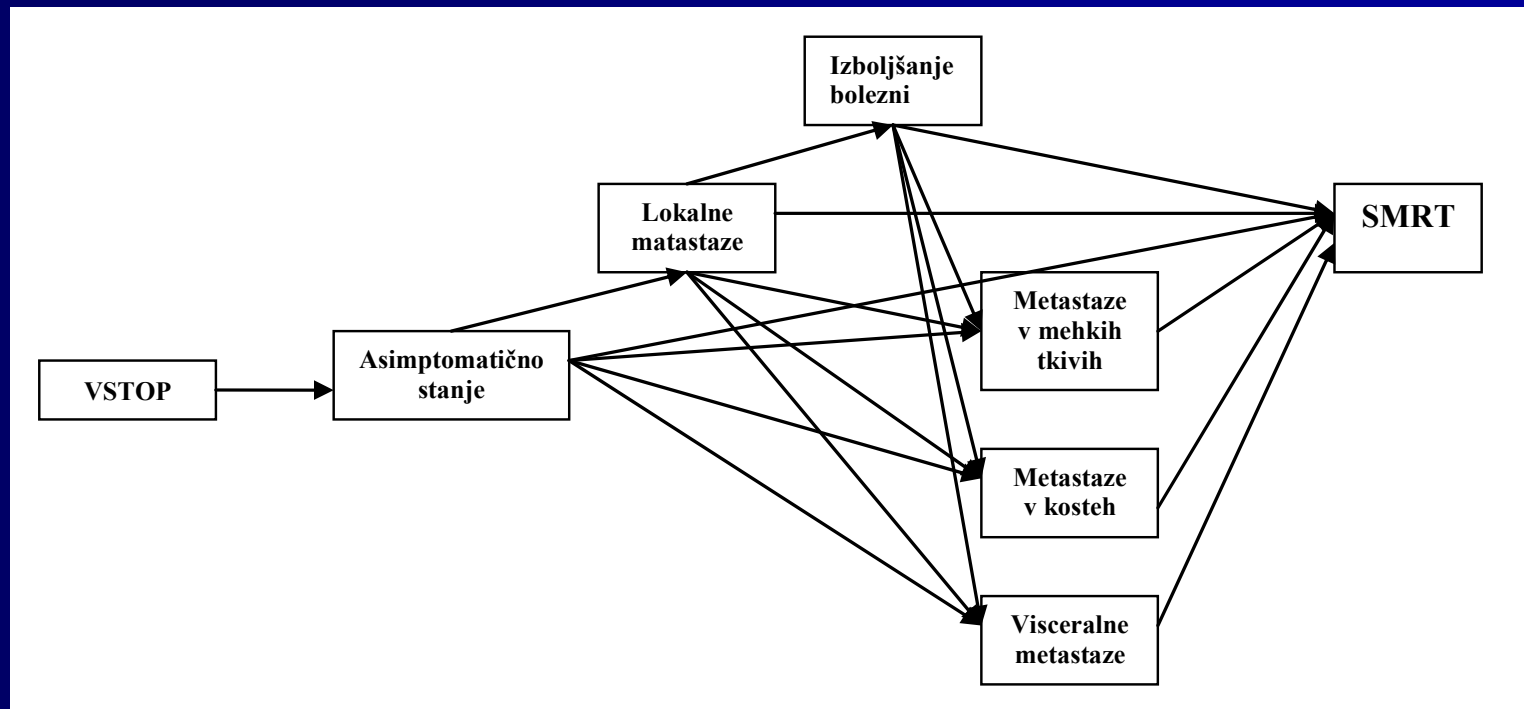 Izboljšanje
bolezni
Lokalne
matastaze
SMRT
Metastaze
v mehkih
tkivih
Asimptomatično
stanje
VSTOP
Metastaze
v kosteh
Visceralne
metastaze